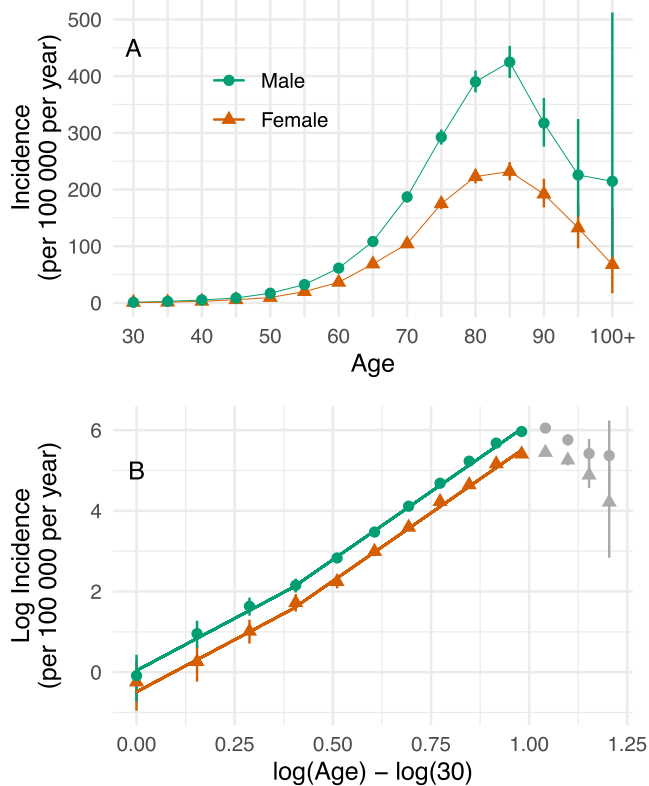 A
Male
Female
500
400
300
200
100
0
Incidence
(per 100 000 per year)
30 40 50 60 70 80 90 100+
Age
B
6
4
2
0
Log Incidence
(per 100 000 per year)
0.00 0.25 0.50 0.75 1.00 1.25
log(Age) − log(30)